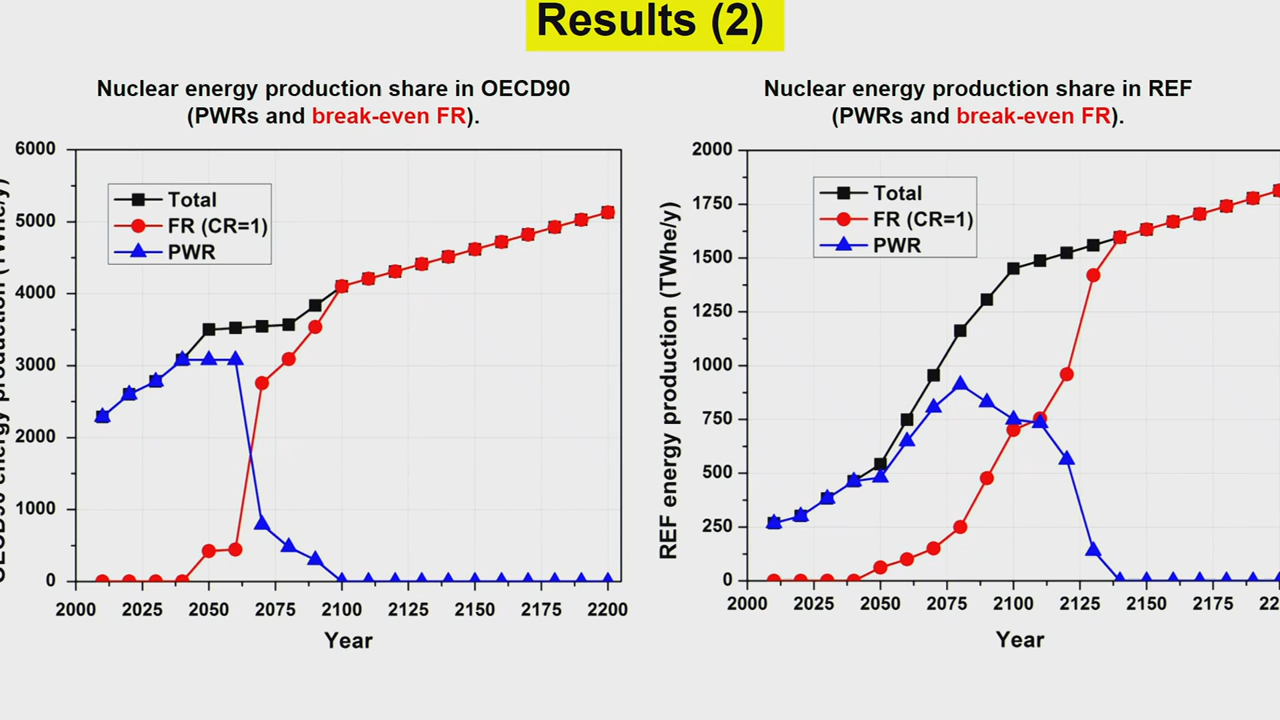 Results (2)
Nuclear energy production share in OECD90
(PWRs and break-even FR).
6000
5000
4000
3000
2000
1000
0
Total
FR (CR=1)
PWR
2000 2025 2050 2075 2100 2125 2150 2175 2200
Year
Nuclear energy production share in REF
(PWRs and break-even FR).
REF energy production (TWhe/y)
2000
1750
1500
1250
1000
750
500
250
0
Total
FR (CR=1)
PWR
2000 2025 2050 2075 2100 2125 2150 2175
Year